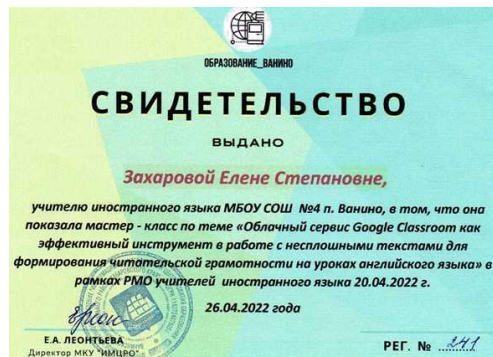 ОБРАЗОВАНИЕ_ВАНИНО
СВИДЕТЕЛЬСТВО
ВЫДАНО
Захаровой Елене Степановне,
учителю иностранного языка МБОУ СОШ №4 п. Ванино, в том, что она
показала мастер - класс по теме «Облачный сервис Google Classroom как
эффективный инструмент в работе с несплошными текстами для
формирования читательской грамотности на уроках английского языка» в
рамках РМО учителей иностранного языка 20.04.2022 г.
26.04.2022 года
Е.А. ЛЕОНТЬЕВА
Директор МКУ "ИМЦРО"
РЕГ. № 241